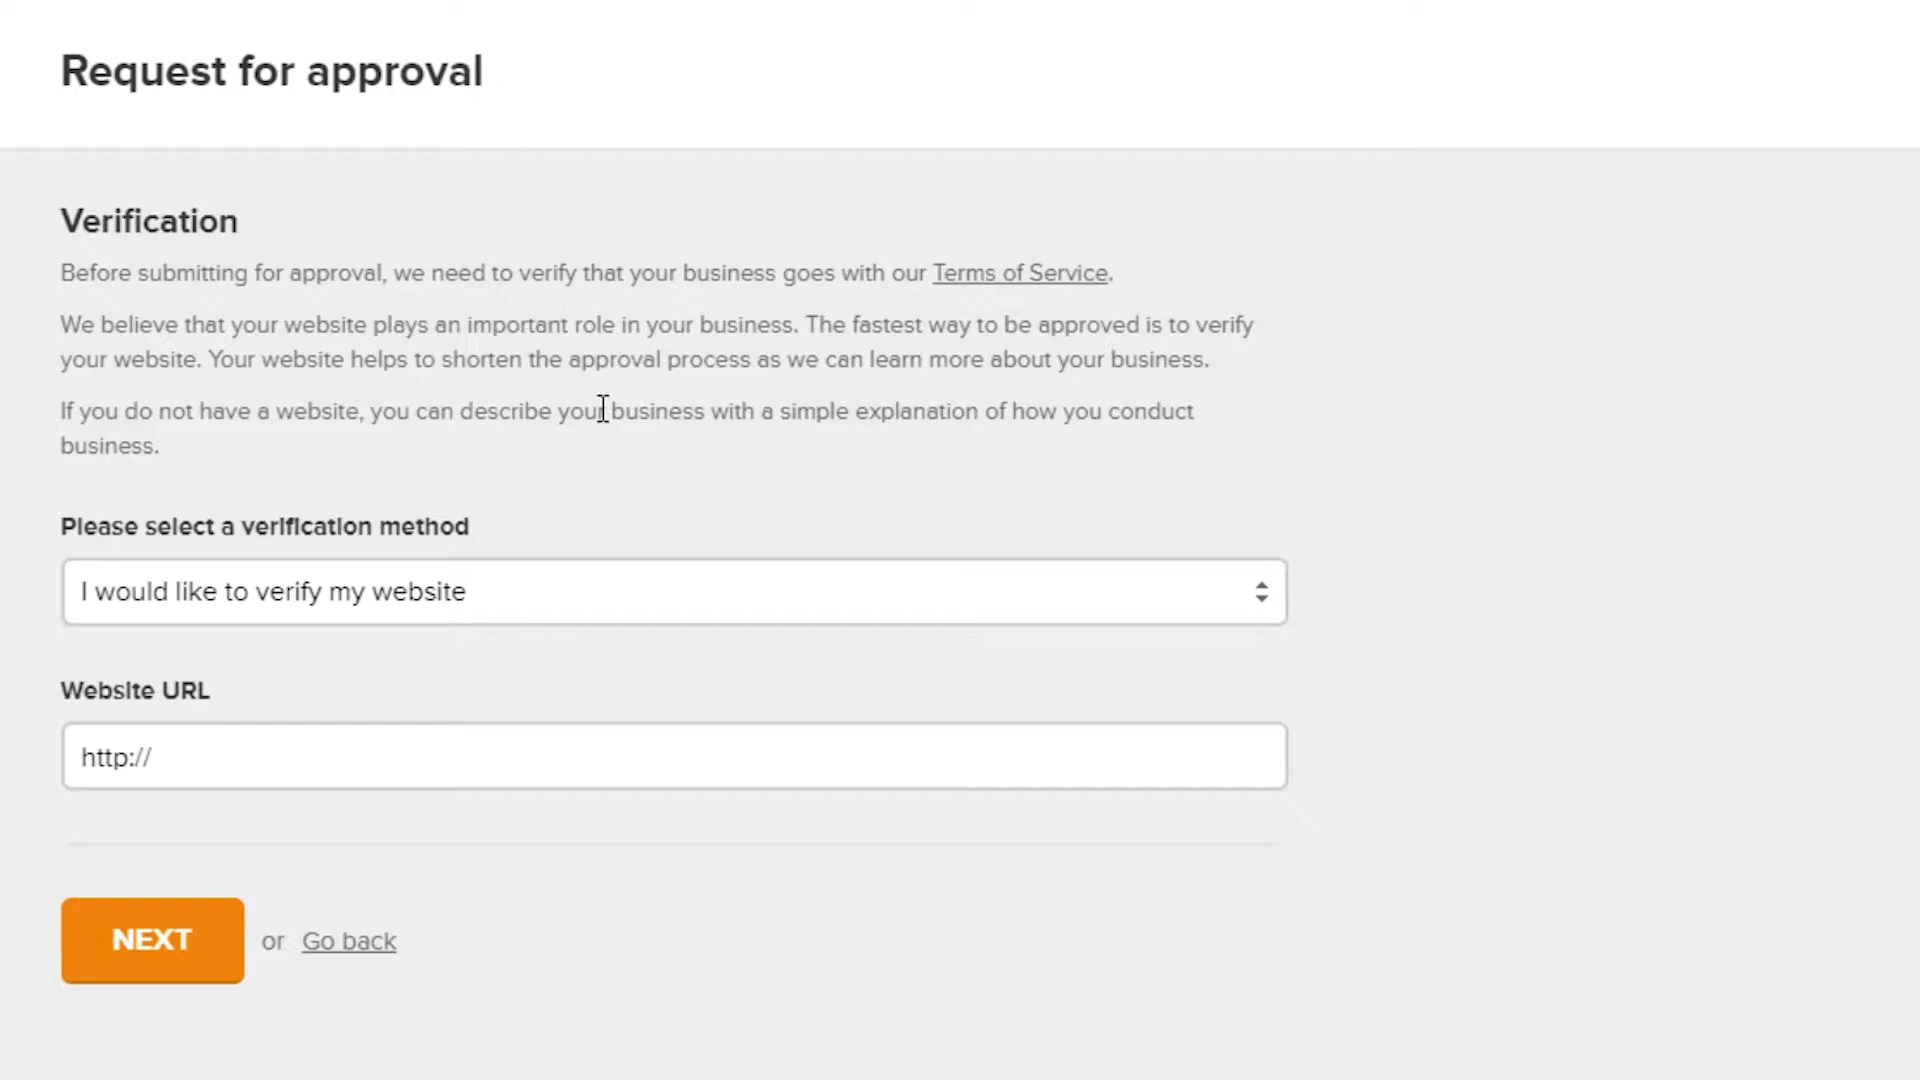 Request for approval
Verification
Before submitting for approval, we need to verify that your business goes with our Terms of Service.
We believe that your website plays an important role in your business. The fastest way to be approved is to verify
your website. Your website helps to shorten the approval process as we can learn more about your business.
If you do not have a website, you can describe your business with a simple explanation of how you conduct
business.
Please select a verification method
I would like to verify my website
Website URL
http://
NEXT or Go back